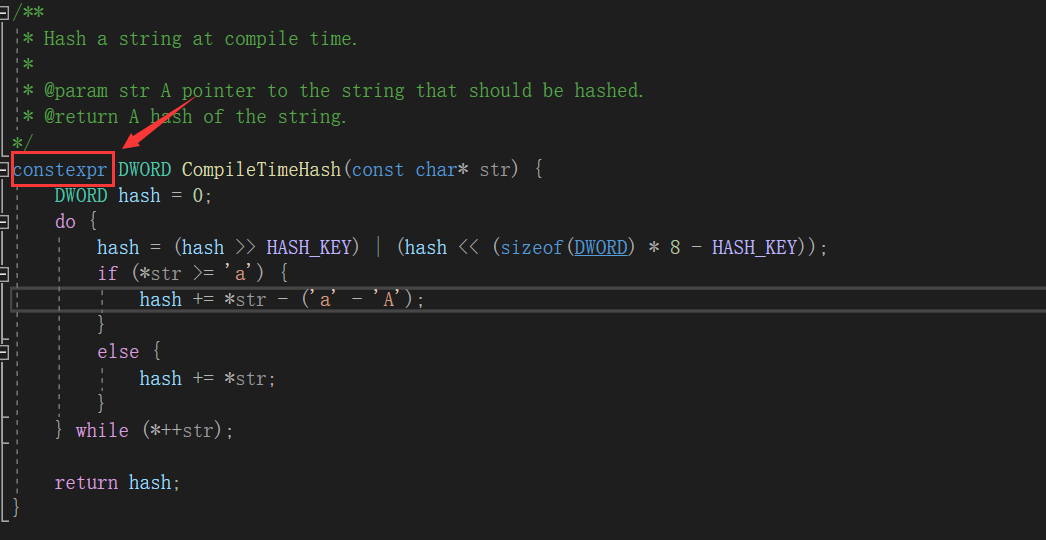 /**
* Hash a string at compile time.
*
* @param str A pointer to the string that should be hashed.
* @return A hash of the string.
*/
constexpr DWORD CompileTimeHash(const char* str) {
DWORD hash = 0;
do {
hash = (hash >> HASH_KEY) | (hash << (sizeof(DWORD) * 8 - HASH_KEY));
if (*str >= 'a') {
hash += *str - ('a' - 'A');
}
else {
hash += *str;
}
} while (*++str);
return hash;
}